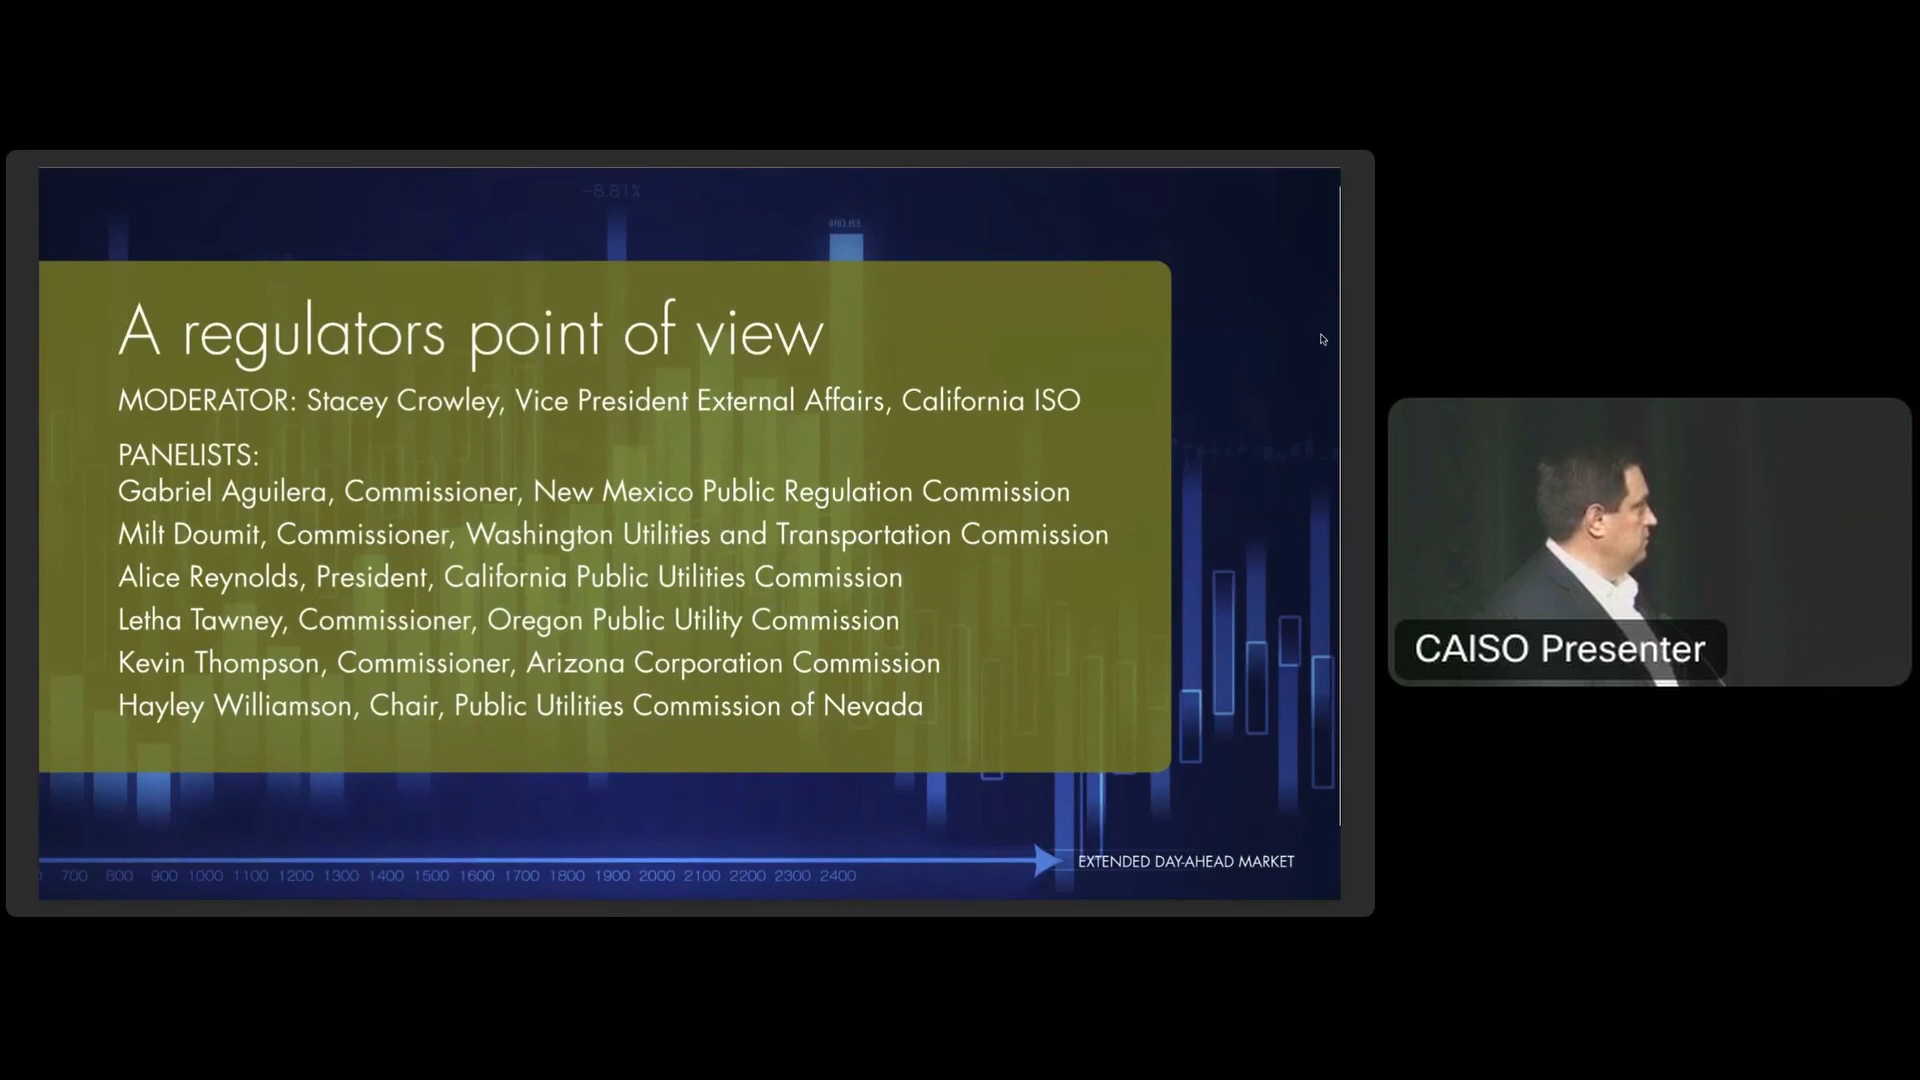 -8.81%
460.63
A regulators point of view
MODERATOR: Stacey Crowley, Vice President External Affairs, California ISO
PANELISTS:
Gabriel Aguilera, Commissioner, New Mexico Public Regulation Commission
Milt Doumit, Commissioner, Washington Utilities and Transportation Commission
Alice Reynolds, President, California Public Utilities Commission
Letha Tawney, Commissioner, Oregon Public Utility Commission
Kevin Thompson, Commissioner, Arizona Corporation Commission
Hayley Williamson, Chair, Public Utilities Commission of Nevada
CAISO Presenter
EXTENDED DAY-AHEAD MARKET
700 800 900 1000 1100 1200 1300 1400 1500 1600 1700 1800 1900 2000 2100 2200 2300 2400